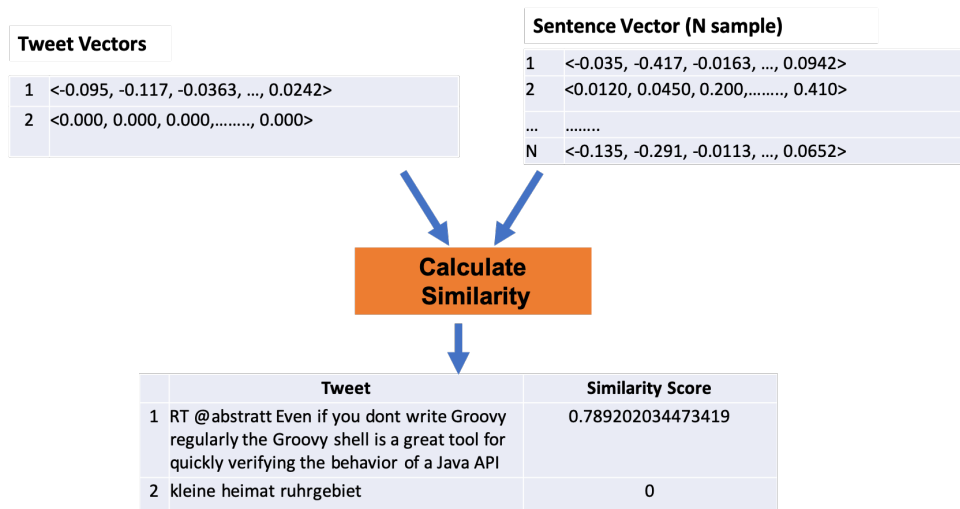 Tweet Vectors
1 <-0.095, -0.117, -0.0363, ..., 0.0242>
2 <0.000, 0.000, 0.000,........, 0.000>
Sentence Vector (N sample)
1 <-0.035, -0.417, -0.0163, ..., 0.0942>
2 <0.0120, 0.0450, 0.200,........, 0.410>
... ........
N <-0.135, -0.291, -0.0113, ..., 0.0652>
Calculate
Similarity
Tweet Similarity Score
1 RT @abstratt Even if you dont write Groovy 0.789202034473419
regularly the Groovy shell is a great tool for
quickly verifying the behavior of a Java API
2 kleine heimat ruhrgebiet 0